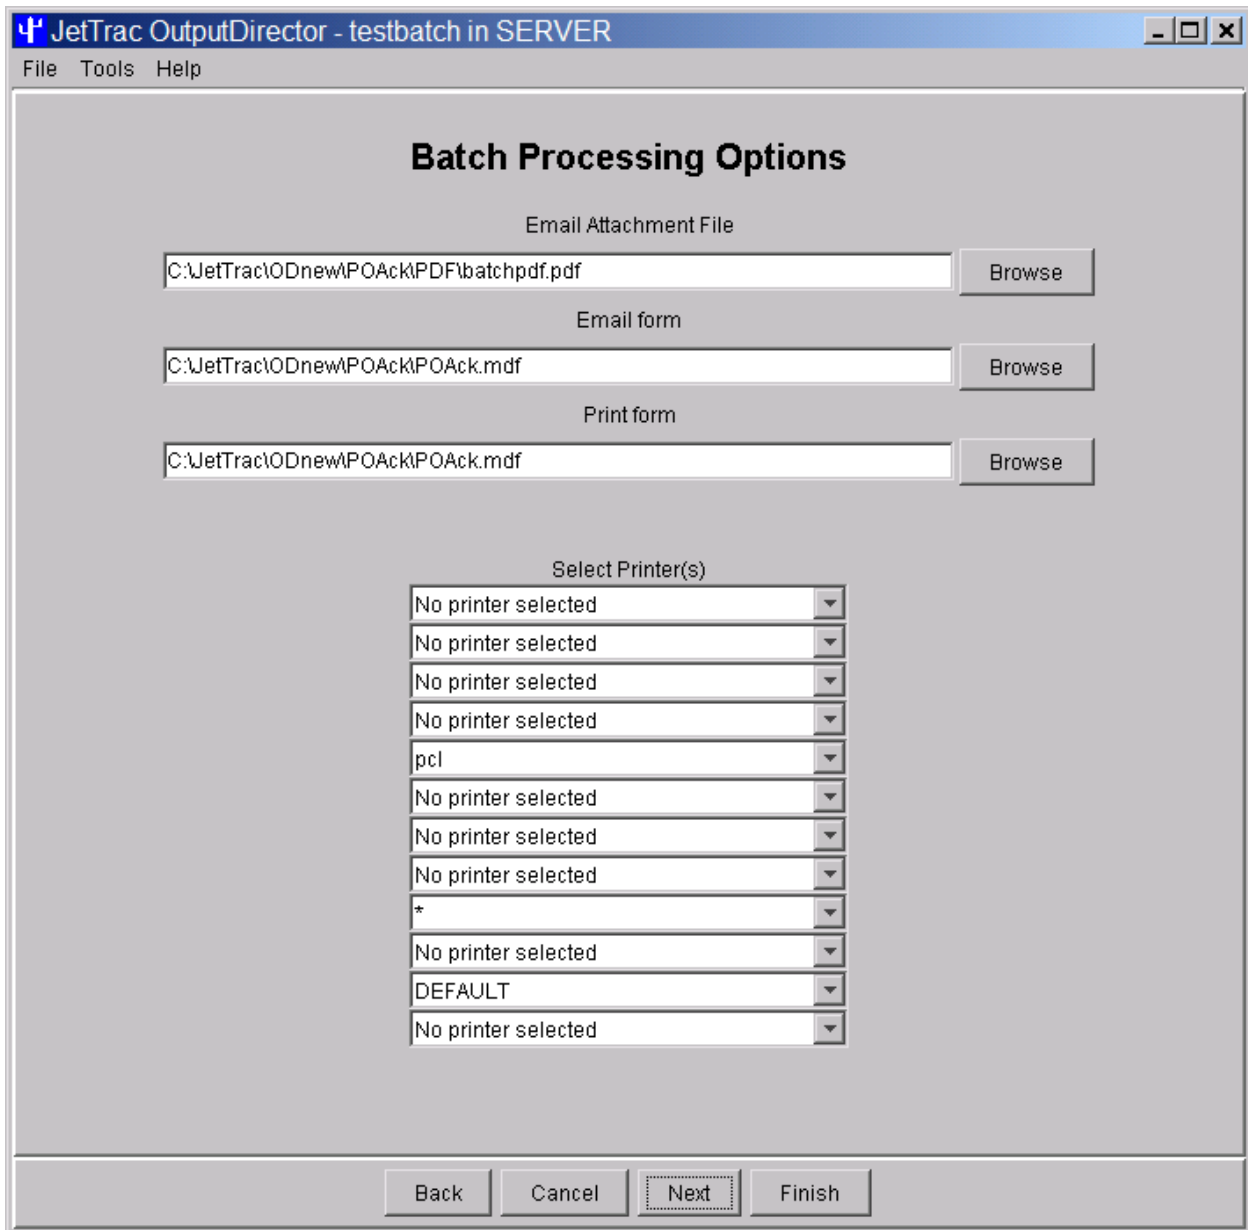 JetTrac OutputDirector - testbatch in SERVER
File Tools Help
Batch Processing Options
Email Attachment File
C:\JetTrac\ODnew\POAck\PDF\batchpdf.pdf Browse
Email form
C:\JetTrac\ODnew\POAck\POAck.mdf Browse
Print form
C:\JetTrac\ODnew\POAck\POAck.mdf Browse
Select Printer(s)
No printer selected
No printer selected
No printer selected
No printer selected
pcl
No printer selected
No printer selected
No printer selected
*
No printer selected
DEFAULT
No printer selected
Back Cancel Next Finish